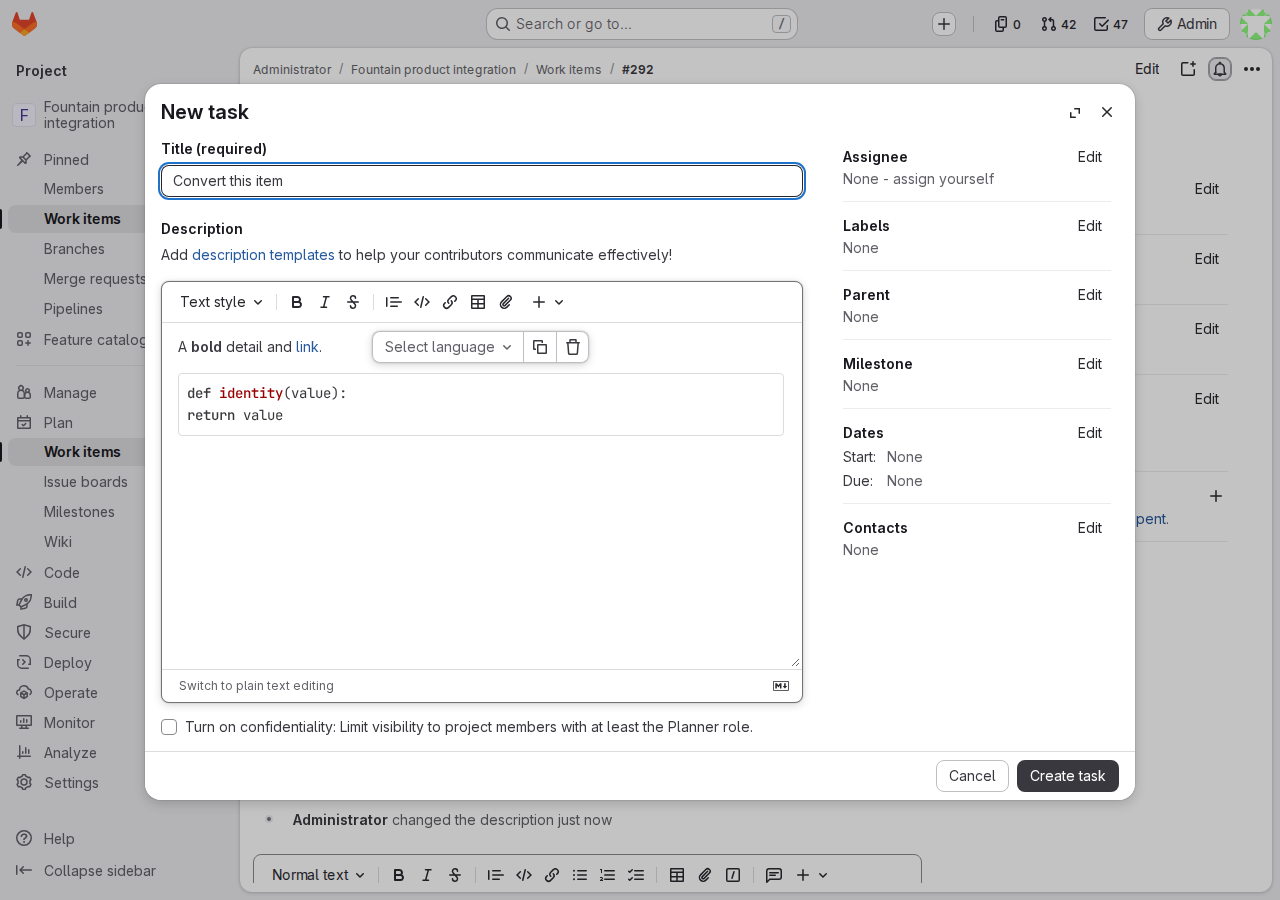 Search or go to...
/
0
42
47
Admin
Project
F
Fountain produ
integration
Pinned
Members
Work items
Branches
Merge requests
Pipelines
Feature catalog
Manage
Plan
Work items
Issue boards
Milestones
Wiki
Code
Build
Secure
Deploy
Operate
Monitor
Analyze
Settings
Help
Collapse sidebar
Administrator / Fountain product integration / Work items / #292
Edit
New task
Title (required)
Convert this item
Description
Add description templates to help your contributors communicate effectively!
Text style
A bold detail and link.
Select language
def identity(value):
return value
Switch to plain text editing
Turn on confidentiality: Limit visibility to project members with at least the Planner role.
Assignee
Edit
None - assign yourself
Labels
Edit
None
Parent
Edit
None
Milestone
Edit
None
Dates
Edit
Start: None
Due: None
Contacts
Edit
None
Cancel
Create task
Edit
Edit
Edit
Edit
pent.
Administrator changed the description just now
Normal text